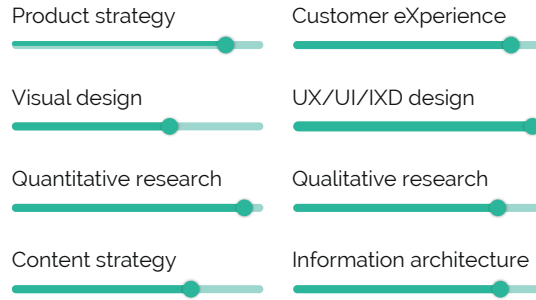 Product strategy
Customer eXperience
Visual design
UX/UI/IXD design
Quantitative research
Qualitative research
Content strategy
Information architecture